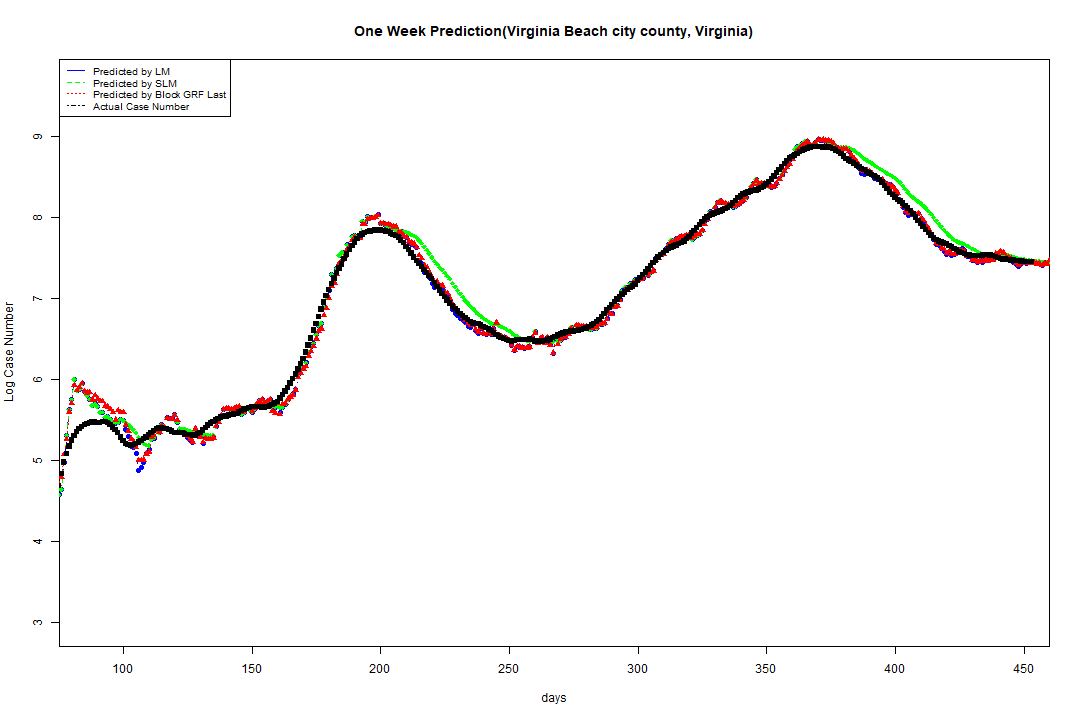 One Week Prediction(Virginia Beach city county, Virginia)
Predicted by LM
Predicted by SLM
Predicted by Block GRF Last
Actual Case Number
9
8
7
6
5
4
3
Log Case Number
100 150 200 250 300 350 400 450
days